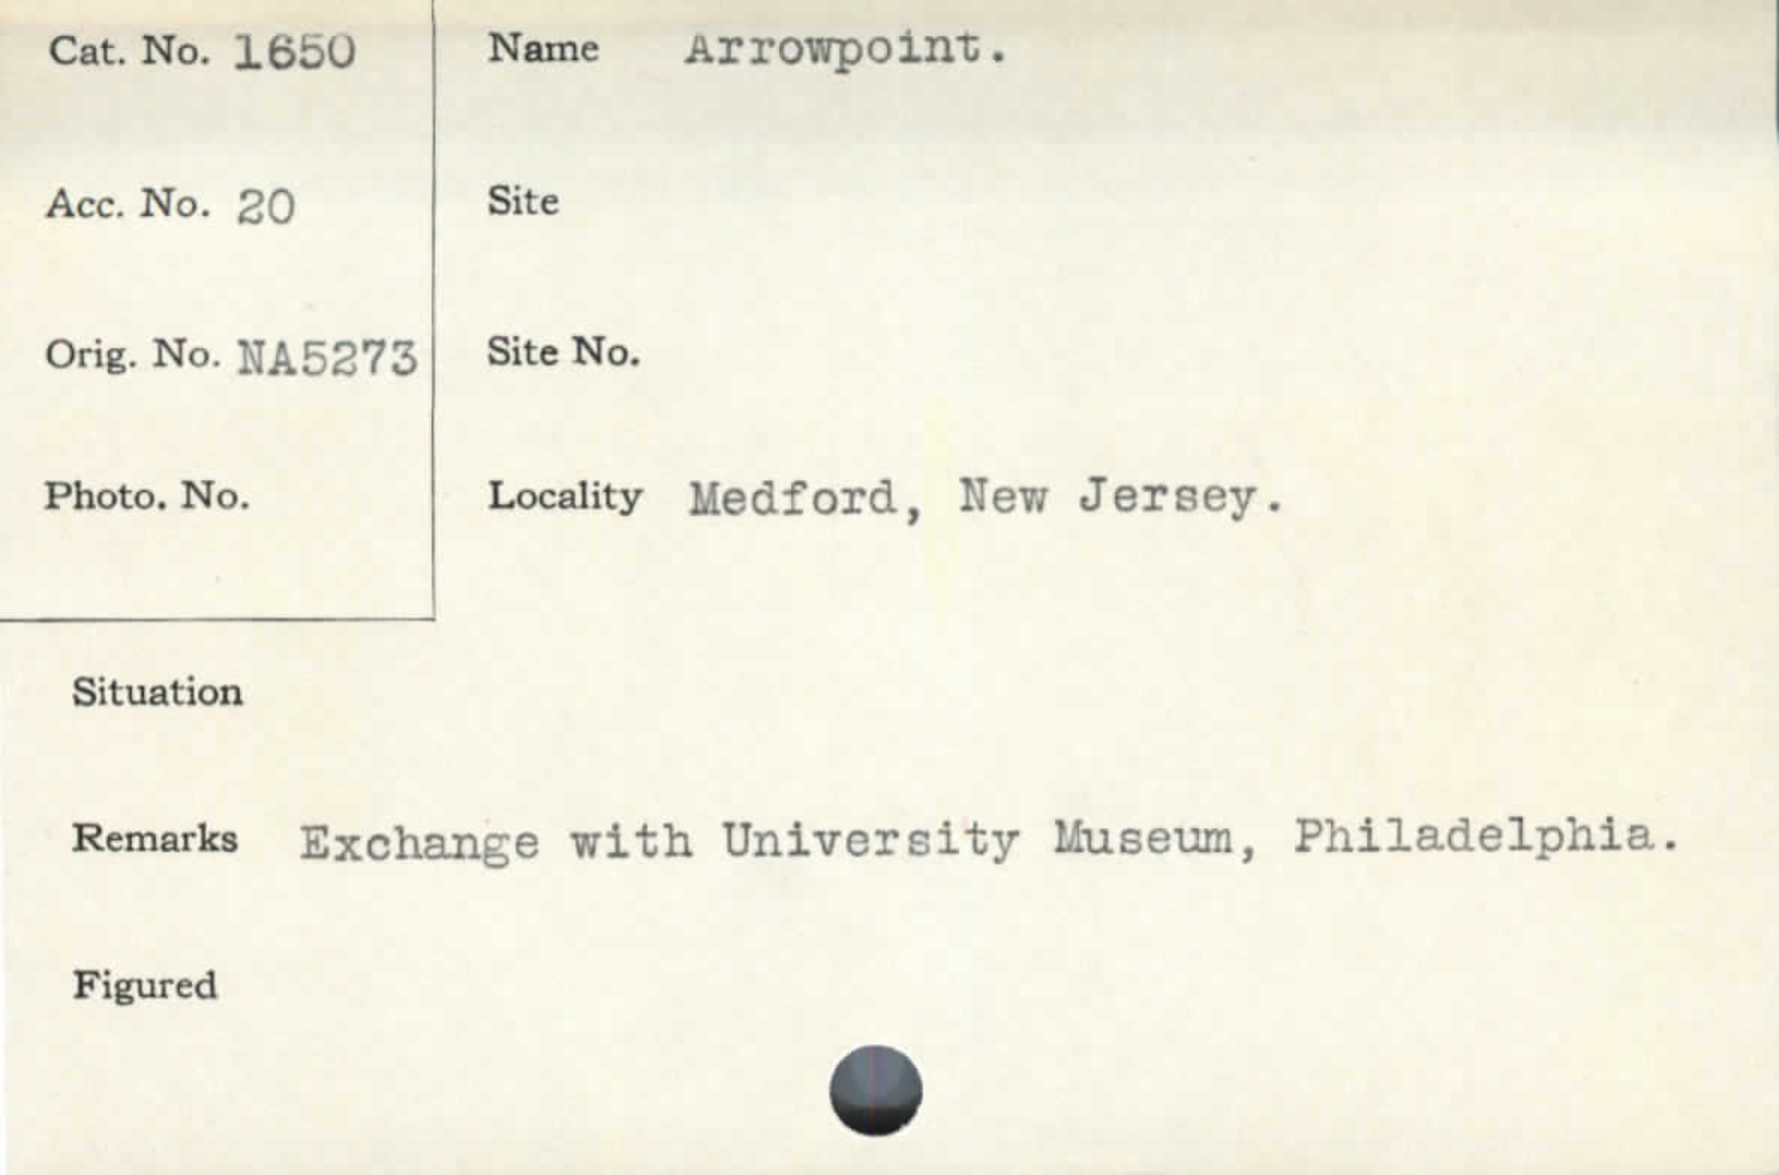 Cat. No. 1650
Name Arrowpoint.
Acc. No. 20
Site
Orig. No. NA5273
Site No.
Photo. No.
Locality Medford, New Jersey.
Situation
Remarks Exchange with University Museum, Philadelphia.
Figured